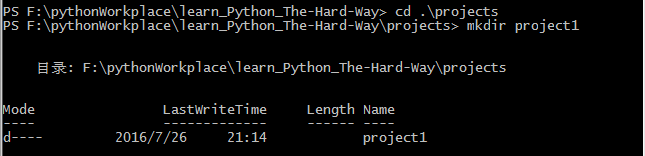 PS F:\pythonWorkplace\learn_Python_The-Hard-Way> cd .\projects
PS F:\pythonWorkplace\learn_Python_The-Hard-Way\projects> mkdir project1
目录: F:\pythonWorkplace\learn_Python_The-Hard-Way\projects
Mode                LastWriteTime     Length Name
----                -------------     ------ ----
d----         2016/7/26     21:14            project1